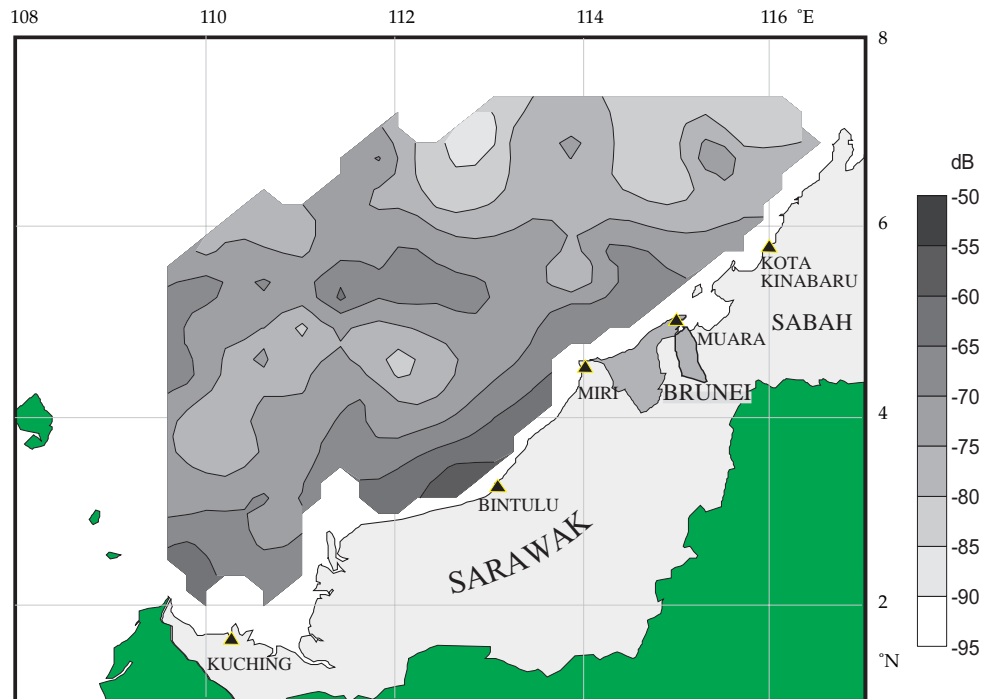 108 110 112 114 116 °E
8
dB
-50
6
-55
KOTA
KINABARU
-60
SABAH
MUARA
-65
MIRI
BRUNEI
-70
4
-75
BINTULU
-80
SARAWAK
-85
2
-90
KUCHING
°N
-95